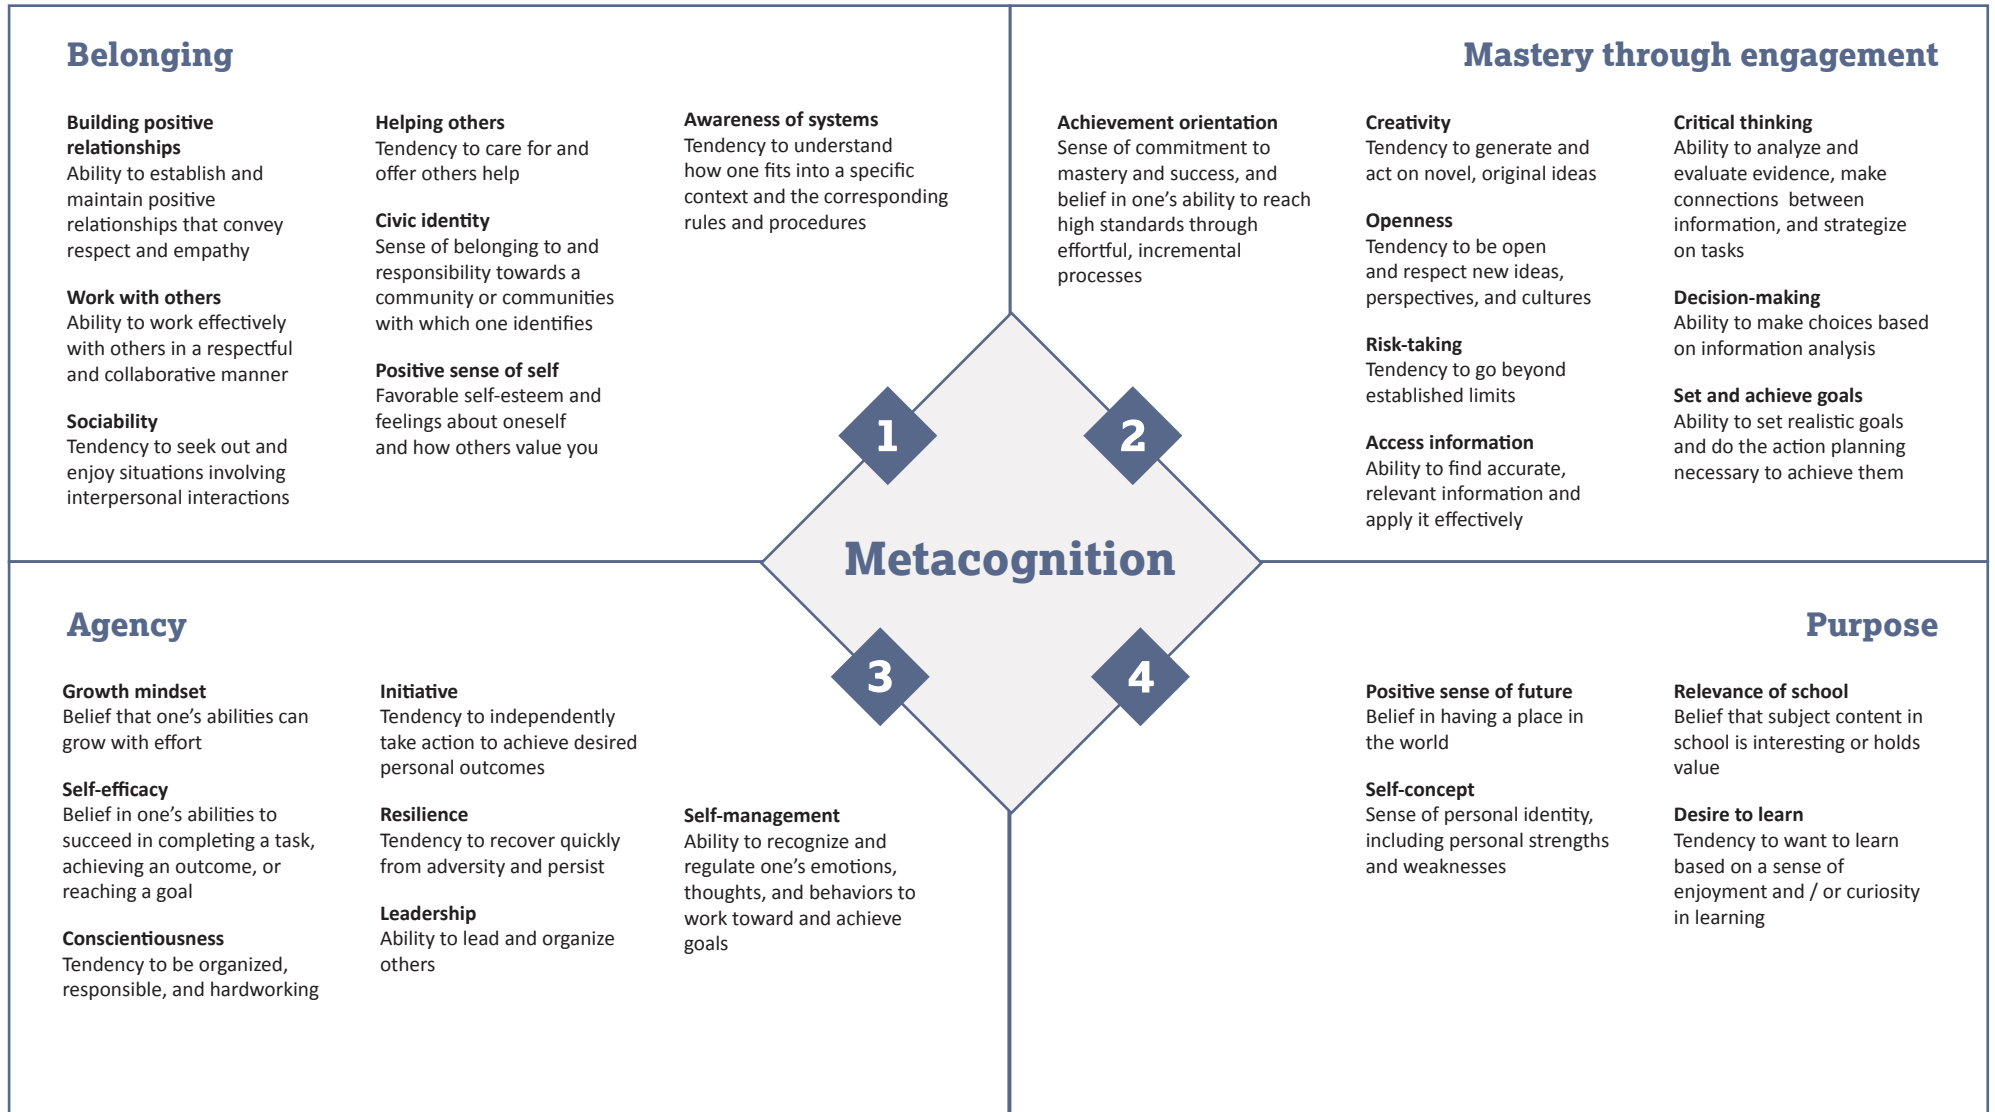 Belonging
Building positive
relationships
Ability to establish and
maintain positive
relationships that convey
respect and empathy
Work with others
Ability to work effectively
with others in a respectful
and collaborative manner
Sociability
Tendency to seek out and
enjoy situations involving
interpersonal interactions
Helping others
Tendency to care for and
offer others help
Civic identity
Sense of belonging to and
responsibility towards a
community or communities
with which one identifies
Positive sense of self
Favorable self-esteem and
feelings about oneself
and how others value you
Awareness of systems
Tendency to understand
how one fits into a specific
context and the corresponding
rules and procedures
Mastery through engagement
Achievement orientation
Sense of commitment to
mastery and success, and
belief in one’s ability to reach
high standards through
effortful, incremental
processes
Creativity
Tendency to generate and
act on novel, original ideas
Openness
Tendency to be open
and respect new ideas,
perspectives, and cultures
Risk-taking
Tendency to go beyond
established limits
Access information
Ability to find accurate,
relevant information and
apply it effectively
Critical thinking
Ability to analyze and
evaluate evidence, make
connections between
information, and strategize
on tasks
Decision-making
Ability to make choices based
on information analysis
Set and achieve goals
Ability to set realistic goals
and do the action planning
necessary to achieve them
1
2
Metacognition
3
4
Agency
Growth mindset
Belief that one’s abilities can
grow with effort
Self-efficacy
Belief in one’s abilities to
succeed in completing a task,
achieving an outcome, or
reaching a goal
Conscientiousness
Tendency to be organized,
responsible, and hardworking
Initiative
Tendency to independently
take action to achieve desired
personal outcomes
Resilience
Tendency to recover quickly
from adversity and persist
Leadership
Ability to lead and organize
others
Self-management
Ability to recognize and
regulate one’s emotions,
thoughts, and behaviors to
work toward and achieve
goals
Purpose
Positive sense of future
Belief in having a place in
the world
Self-concept
Sense of personal identity,
including personal strengths
and weaknesses
Relevance of school
Belief that subject content in
school is interesting or holds
value
Desire to learn
Tendency to want to learn
based on a sense of
enjoyment and / or curiosity
in learning